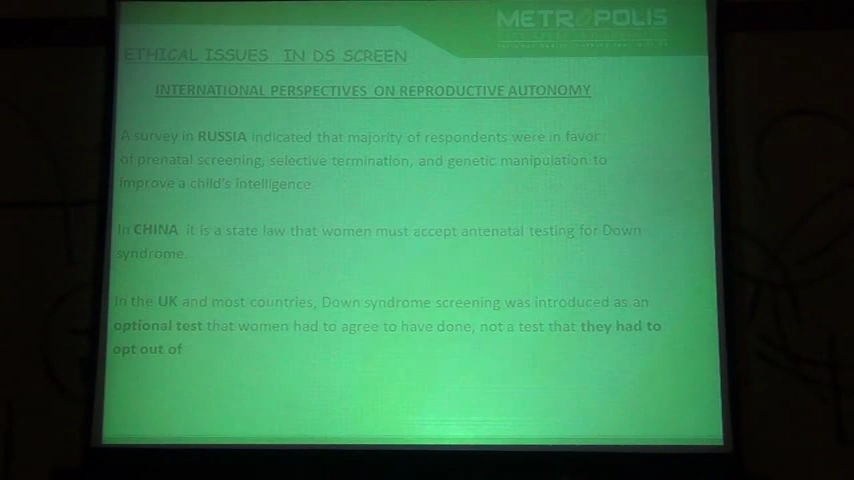 METROPOLIS
ETHICAL ISSUES IN DS SCREEN
INTERNATIONAL PERSPECTIVES ON REPRODUCTIVE AUTONOMY
A survey in RUSSIA indicated that majority of respondents were in favor
of prenatal screening, selective termination, and genetic manipulation to
improve a child's intelligence
In CHINA it is a state law that women must accept antenatal testing for Down
syndrome.
In the UK and most countries, Down syndrome screening was introduced as an
optional test that women had to agree to have done, not a test that they had to
opt out of